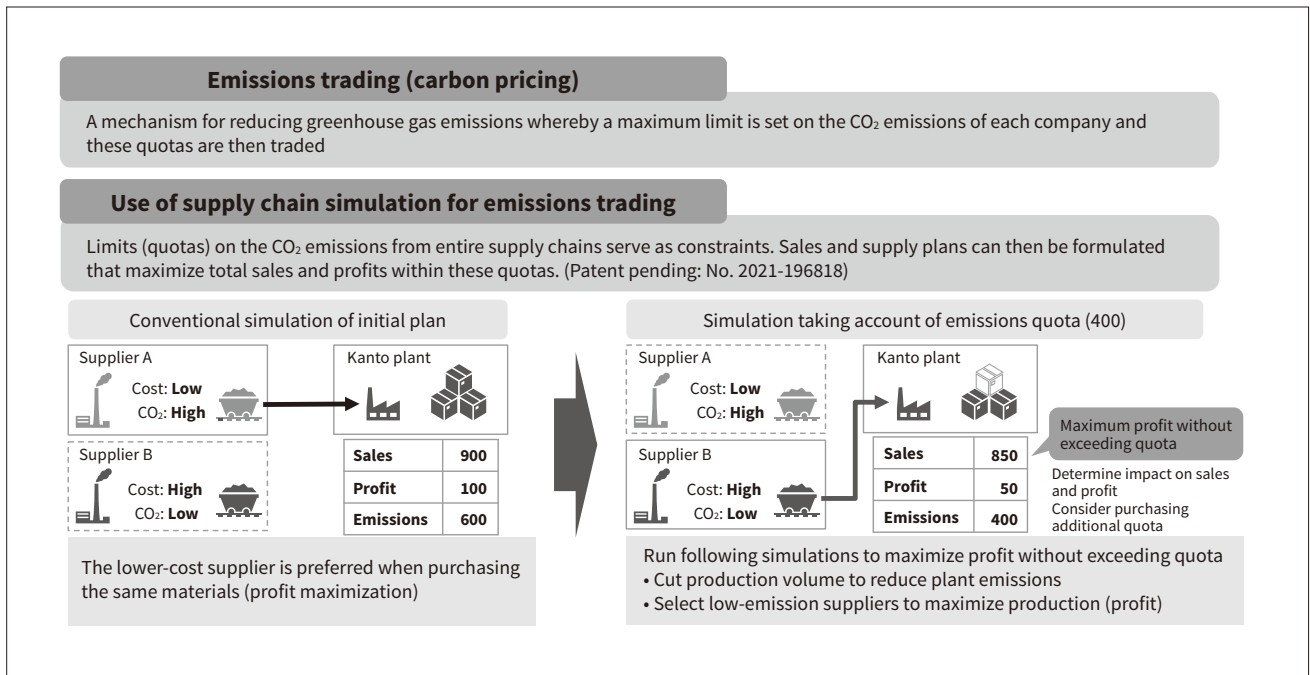 Emissions trading (carbon pricing)
A mechanism for reducing greenhouse gas emissions whereby a maximum limit is set on the CO₂ emissions of each company and
these quotas are then traded
Use of supply chain simulation for emissions trading
Limits (quotas) on the CO₂ emissions from entire supply chains serve as constraints. Sales and supply plans can then be formulated
that maximize total sales and profits within these quotas. (Patent pending: No. 2021-196818)
Conventional simulation of initial plan
Supplier A
Cost: Low
CO₂: High
Kanto plant
Supplier B
Cost: High
CO₂: Low
Sales 900
Profit 100
Emissions 600
The lower-cost supplier is preferred when purchasing
the same materials (profit maximization)
Simulation taking account of emissions quota (400)
Supplier A
Cost: Low
CO₂: High
Kanto plant
Supplier B
Cost: High
CO₂: Low
Sales 850
Profit 50
Emissions 400
Maximum profit without
exceeding quota
Determine impact on sales
and profit
Consider purchasing
additional quota
Run following simulations to maximize profit without exceeding quota
• Cut production volume to reduce plant emissions
• Select low-emission suppliers to maximize production (profit)